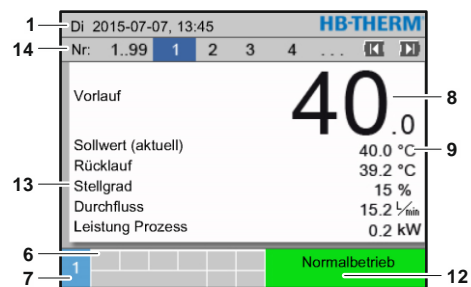 1 Di 2015-07-07, 13:45 HB-THERM
14 Nr: 1..99 1 2 3 4 ...
Vorlauf 40.0 8
Sollwert (aktuell) 40.0 °C 9
Rücklauf 39.2 °C
13 Stellgrad 15 %
Durchfluss 15.2 L/min
Leistung Prozess 0.2 kW
6
7 1 Normalbetrieb 12